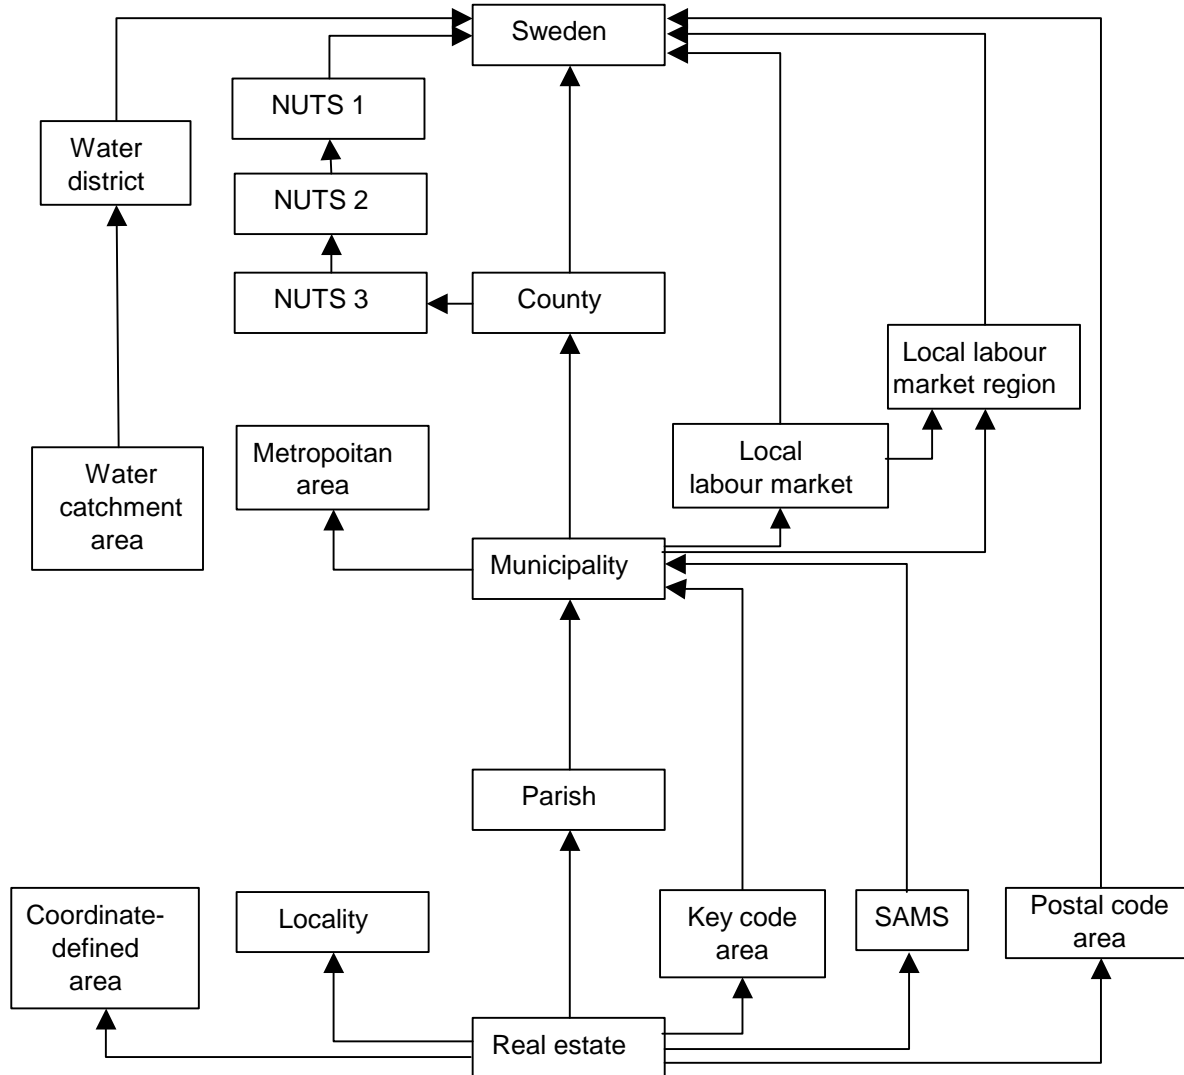 Sweden
NUTS 1
Water
district
NUTS 2
NUTS 3
County
Local labour
market region
Metropoitan
area
Local
labour market
Water
catchment
area
Municipality
Parish
Coordinate-
defined
area
Locality
Key code
area
SAMS
Postal code
area
Real estate